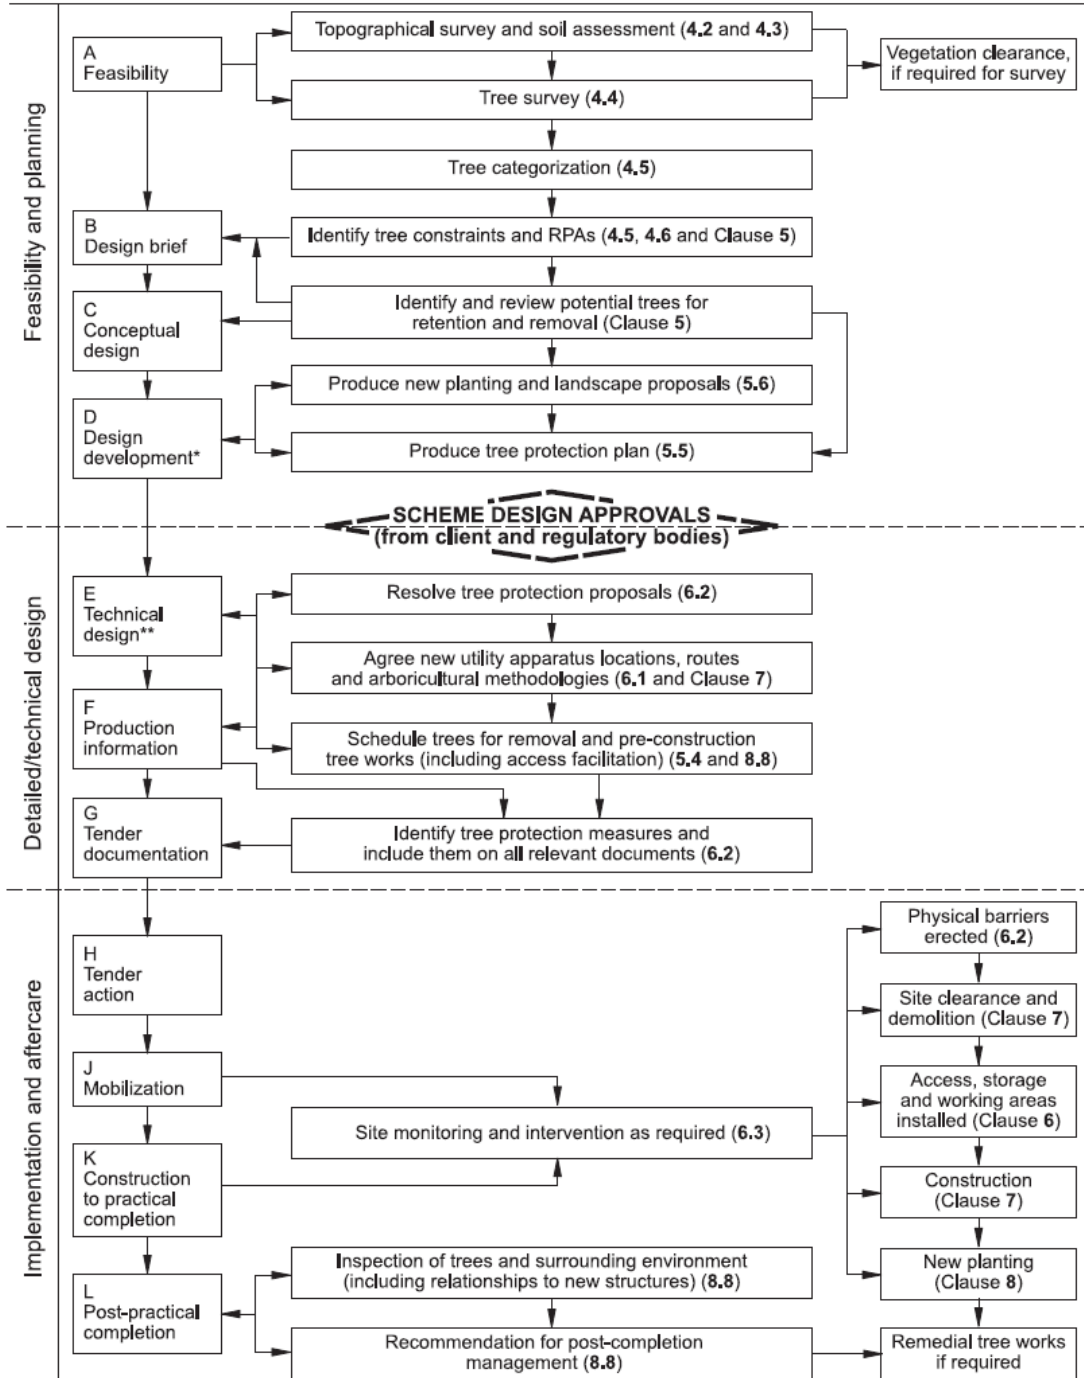 Feasibility and planning
A
Feasibility
Topographical survey and soil assessment (4.2 and 4.3)
Vegetation clearance,
if required for survey
Tree survey (4.4)
Tree categorization (4.5)
B
Design brief
Identify tree constraints and RPAs (4.5, 4.6 and Clause 5)
C
Conceptual
design
Identify and review potential trees for
retention and removal (Clause 5)
Produce new planting and landscape proposals (5.6)
D
Design
development*
Produce tree protection plan (5.5)
SCHEME DESIGN APPROVALS
(from client and regulatory bodies)
Detailed/technical design
E
Technical
design**
Resolve tree protection proposals (6.2)
Agree new utility apparatus locations, routes
and arboricultural methodologies (6.1 and Clause 7)
F
Production
information
Schedule trees for removal and pre-construction
tree works (including access facilitation) (5.4 and 8.8)
G
Tender
documentation
Identify tree protection measures and
include them on all relevant documents (6.2)
Implementation and aftercare
H
Tender
action
Physical barriers
erected (6.2)
Site clearance and
demolition (Clause 7)
J
Mobilization
Access, storage
and working areas
installed (Clause 6)
Site monitoring and intervention as required (6.3)
K
Construction
to practical
completion
Construction
(Clause 7)
New planting
(Clause 8)
L
Post-practical
completion
Inspection of trees and surrounding environment
(including relationships to new structures) (8.8)
Recommendation for post-completion
management (8.8)
Remedial tree works
if required